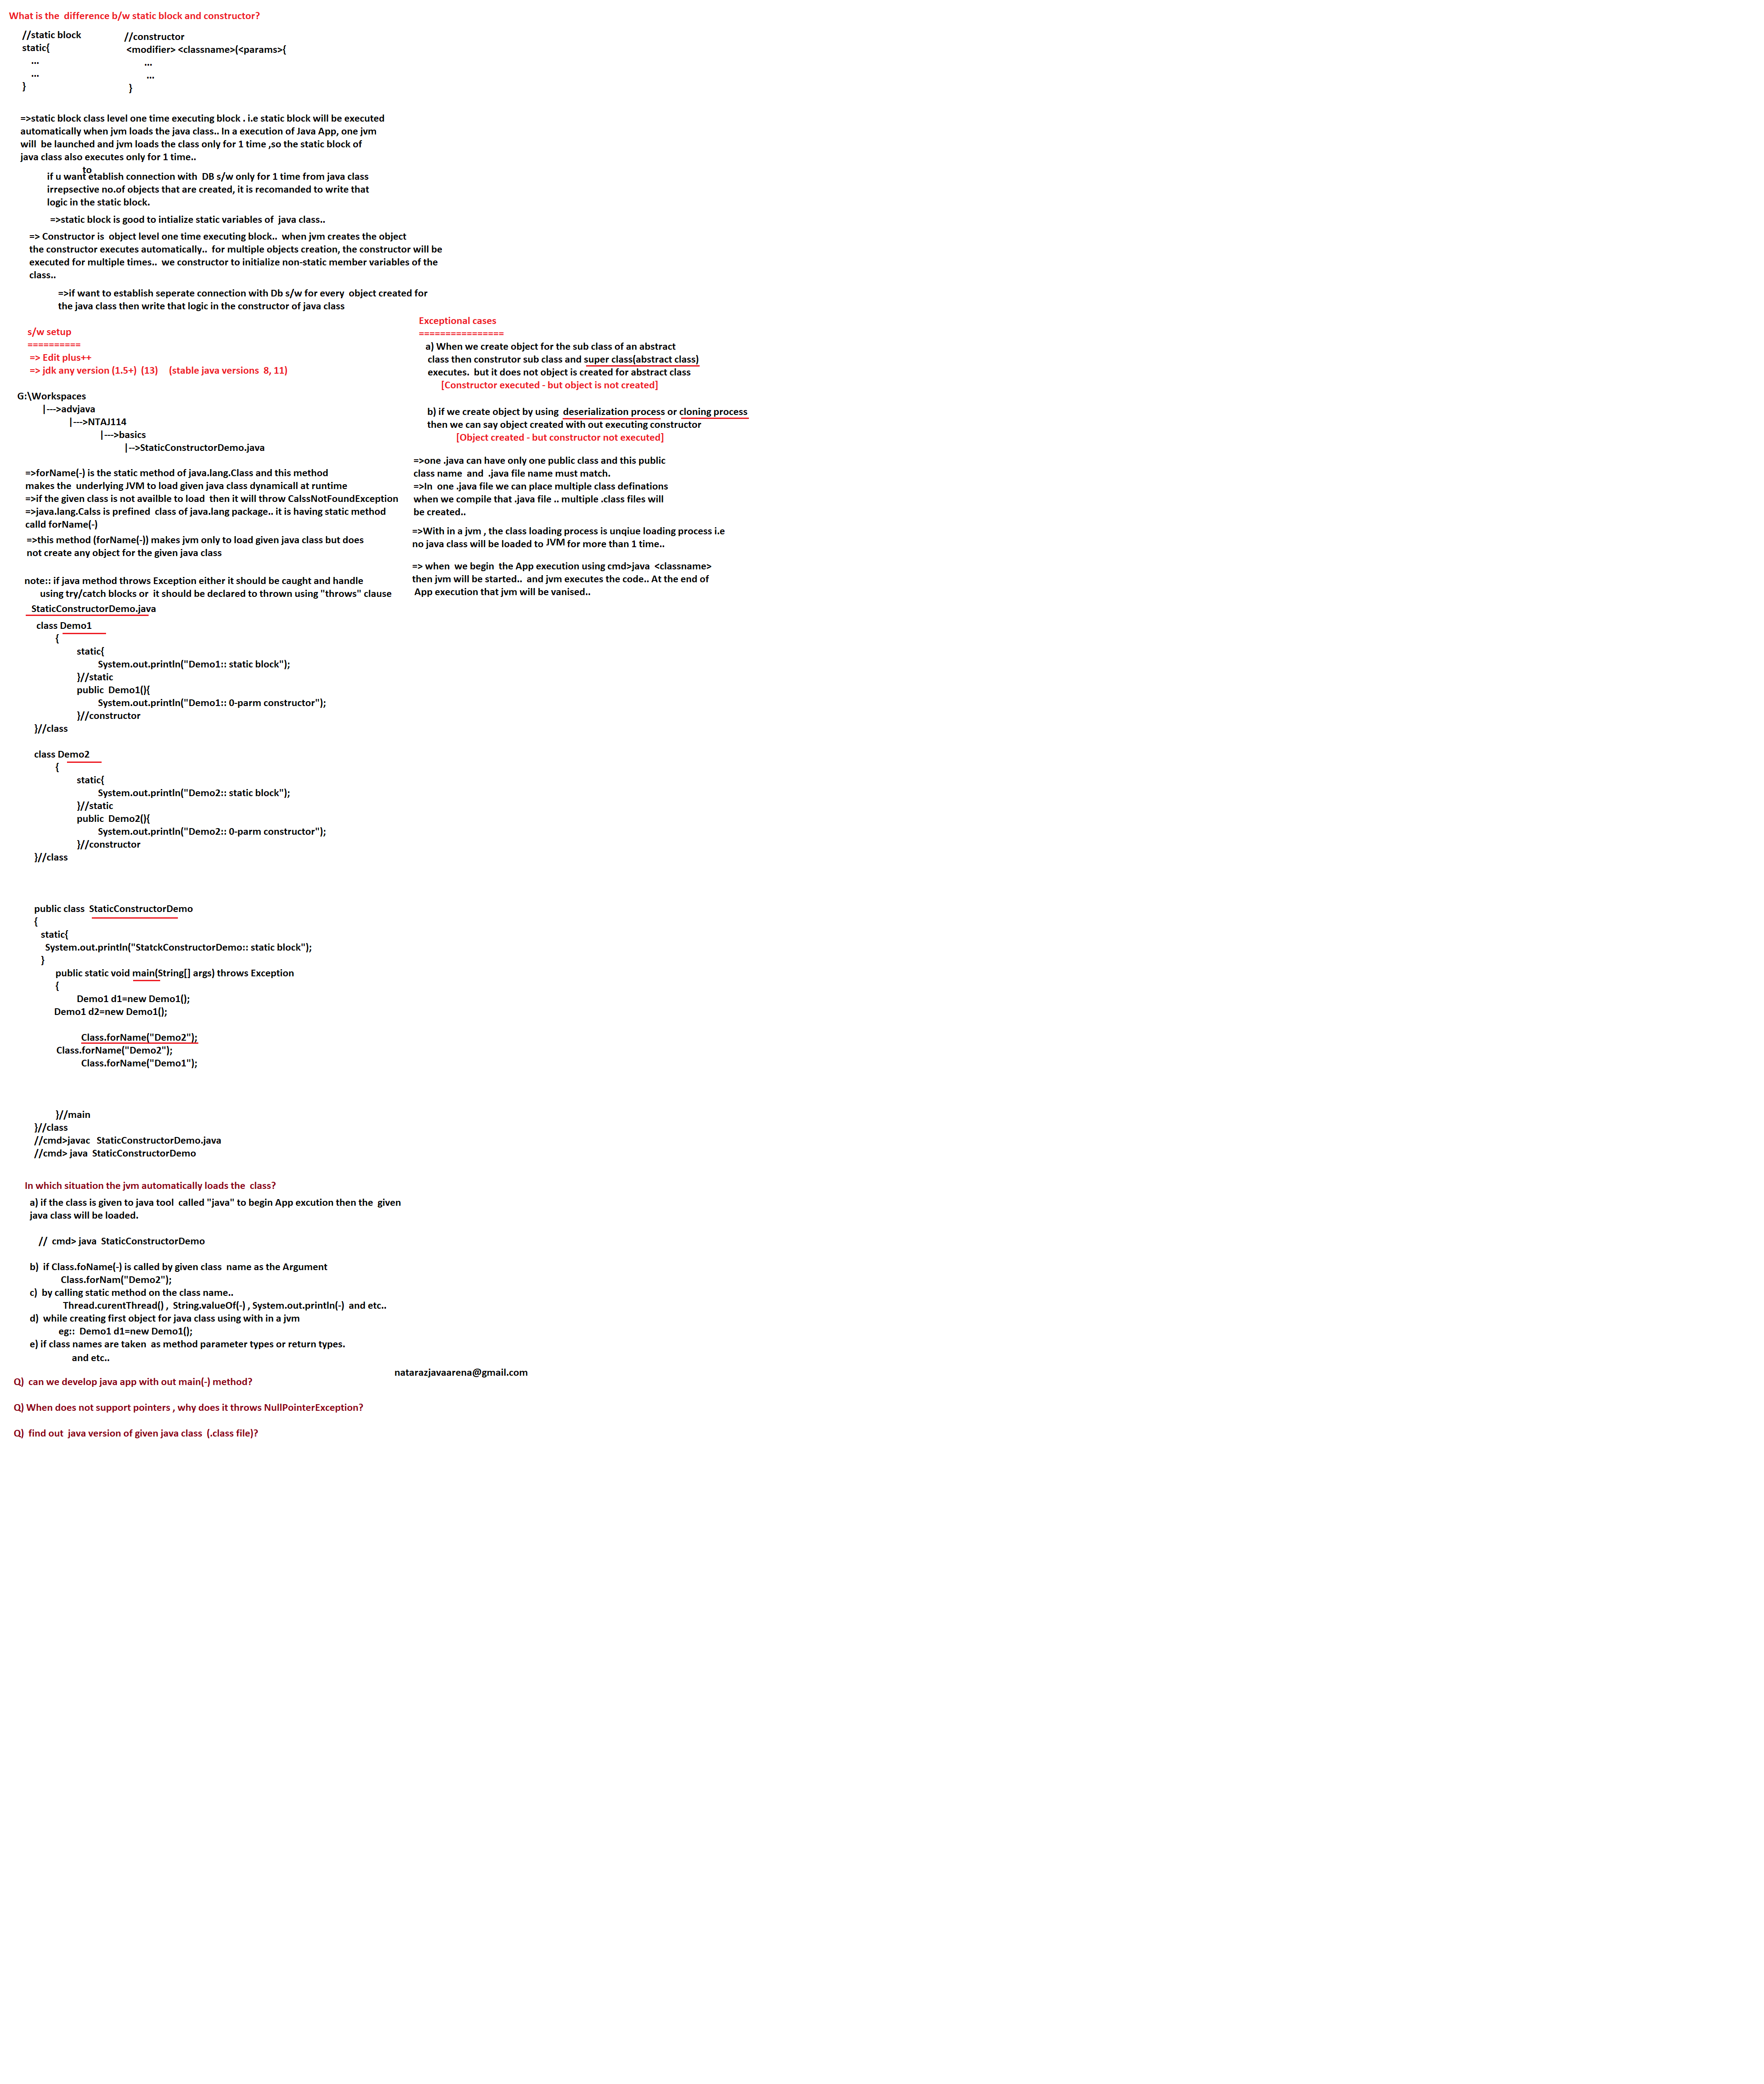 What is the  difference b/w static block and constructor?
//static block
static{
...
...
}
//constructor
<modifier> <classname>(<params>{
...
...
}
=>static block class level one time executing block . i.e static block will be executed
automatically when jvm loads the java class.. In a execution of Java App, one jvm
will  be launched and jvm loads the class only for 1 time ,so the static block of
java class also executes only for 1 time..
to
if u want etablish connection with  DB s/w only for 1 time from java class
irrepsective no.of objects that are created, it is recomanded to write that
logic in the static block.
=>static block is good to intialize static variables of  java class..
=> Constructor is  object level one time executing block..  when jvm creates the object
the constructor executes automatically..  for multiple objects creation, the constructor will be
executed for multiple times..  we constructor to initialize non-static member variables of the
class..
=>if want to establish seperate connection with Db s/w for every  object created for
the java class then write that logic in the constructor of java class
s/w setup
==========
=> Edit plus++
=> jdk any version (1.5+)  (13)     (stable java versions  8, 11)
G:\Workspaces
|--->advjava
|--->NTAJ114
|--->basics
|-->StaticConstructorDemo.java
=>forName(-) is the static method of java.lang.Class and this method
makes the  underlying JVM to load given java class dynamicall at runtime
=>if the given class is not availble to load  then it will throw CalssNotFoundException
=>java.lang.Calss is prefined  class of java.lang package.. it is having static method
calld forName(-)
=>this method (forName(-)) makes jvm only to load given java class but does
not create any object for the given java class
note:: if java method throws Exception either it should be caught and handle
using try/catch blocks or  it should be declared to thrown using "throws" clause
Exceptional cases
================
a) When we create object for the sub class of an abstract
class then construtor sub class and super class(abstract class)
executes.  but it does not object is created for abstract class
[Constructor executed - but object is not created]
b) if we create object by using  deserialization process or cloning process
then we can say object created with out executing constructor
[Object created - but constructor not executed]
=>one .java can have only one public class and this public
class name  and  .java file name must match.
=>In  one .java file we can place multiple class definations
when we compile that .java file .. multiple .class files will
be created..
=>With in a jvm , the class loading process is unqiue loading process i.e
no java class will be loaded to JVM for more than 1 time..
=> when  we begin  the App execution using cmd>java  <classname>
then jvm will be started..  and jvm executes the code.. At the end of
App execution that jvm will be vanised..
StaticConstructorDemo.java
class Demo1
{
static{
System.out.println("Demo1:: static block");
}//static
public  Demo1(){
System.out.println("Demo1:: 0-parm constructor");
}//constructor
}//class
class Demo2
{
static{
System.out.println("Demo2:: static block");
}//static
public  Demo2(){
System.out.println("Demo2:: 0-parm constructor");
}//constructor
}//class
public class  StaticConstructorDemo
{
static{
System.out.println("StatckConstructorDemo:: static block");
}
public static void main(String[] args) throws Exception
{
Demo1 d1=new Demo1();
Demo1 d2=new Demo1();
Class.forName("Demo2");
Class.forName("Demo2");
Class.forName("Demo1");
}//main
}//class
//cmd>javac   StaticConstructorDemo.java
//cmd> java  StaticConstructorDemo
In which situation the jvm automatically loads the  class?
a) if the class is given to java tool  called "java" to begin App excution then the  given
java class will be loaded.
//  cmd> java  StaticConstructorDemo
b)  if Class.foName(-) is called by given class  name as the Argument
Class.forNam("Demo2");
c)  by calling static method on the class name..
Thread.curentThread() ,  String.valueOf(-) , System.out.println(-)  and etc..
d)  while creating first object for java class using with in a jvm
eg::  Demo1 d1=new Demo1();
e) if class names are taken  as method parameter types or return types.
and etc..
natarazjavaarena@gmail.com
Q)  can we develop java app with out main(-) method?
Q) When does not support pointers , why does it throws NullPointerException?
Q)  find out  java version of given java class  (.class file)?